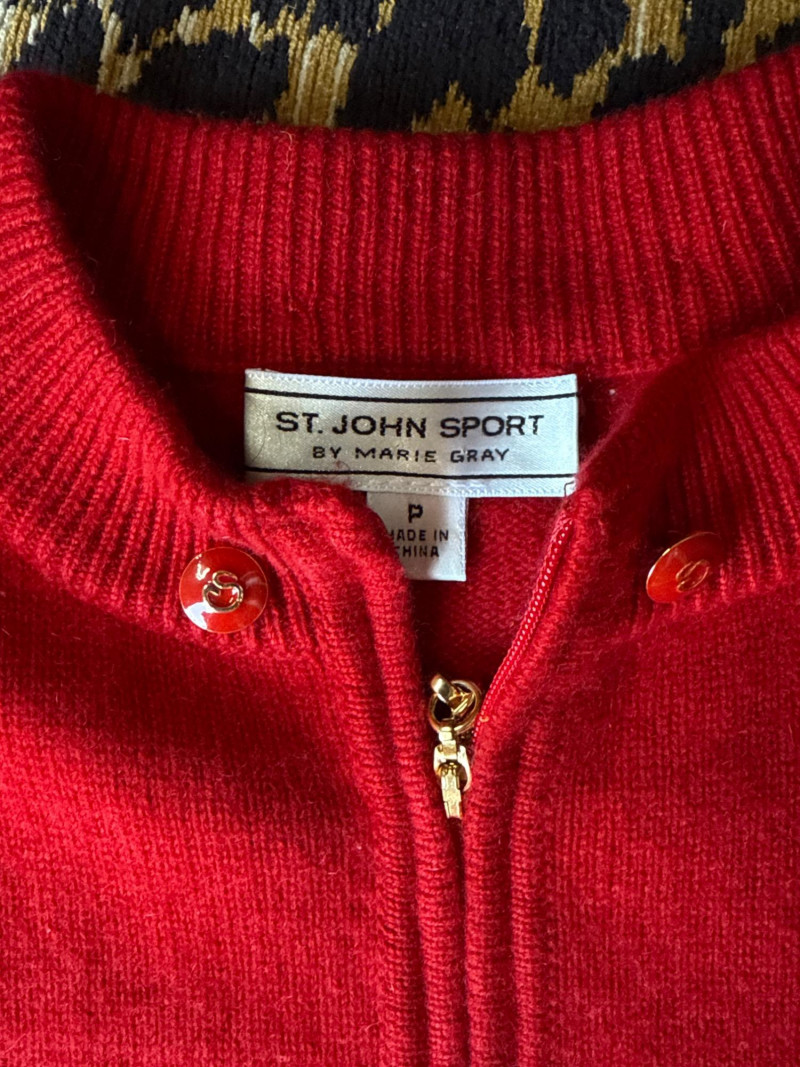 ST. JOHN SPORT
BY MARIE GRAY
P
MADE IN
CHINA